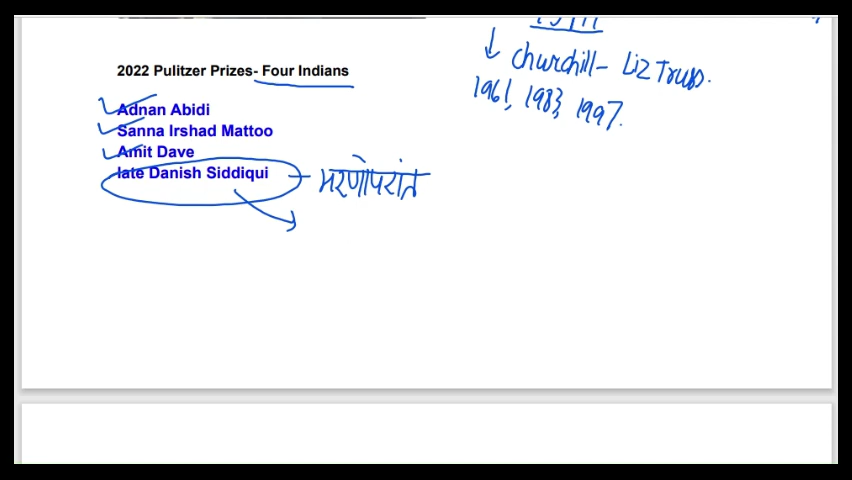 Churchill- Liz Truss.
1961, 1983, 1997.
2022 Pulitzer Prizes- Four Indians
Adnan Abidi
Sanna Irshad Mattoo
Amit Dave
late Danish Siddiqui - मरणोपरांत